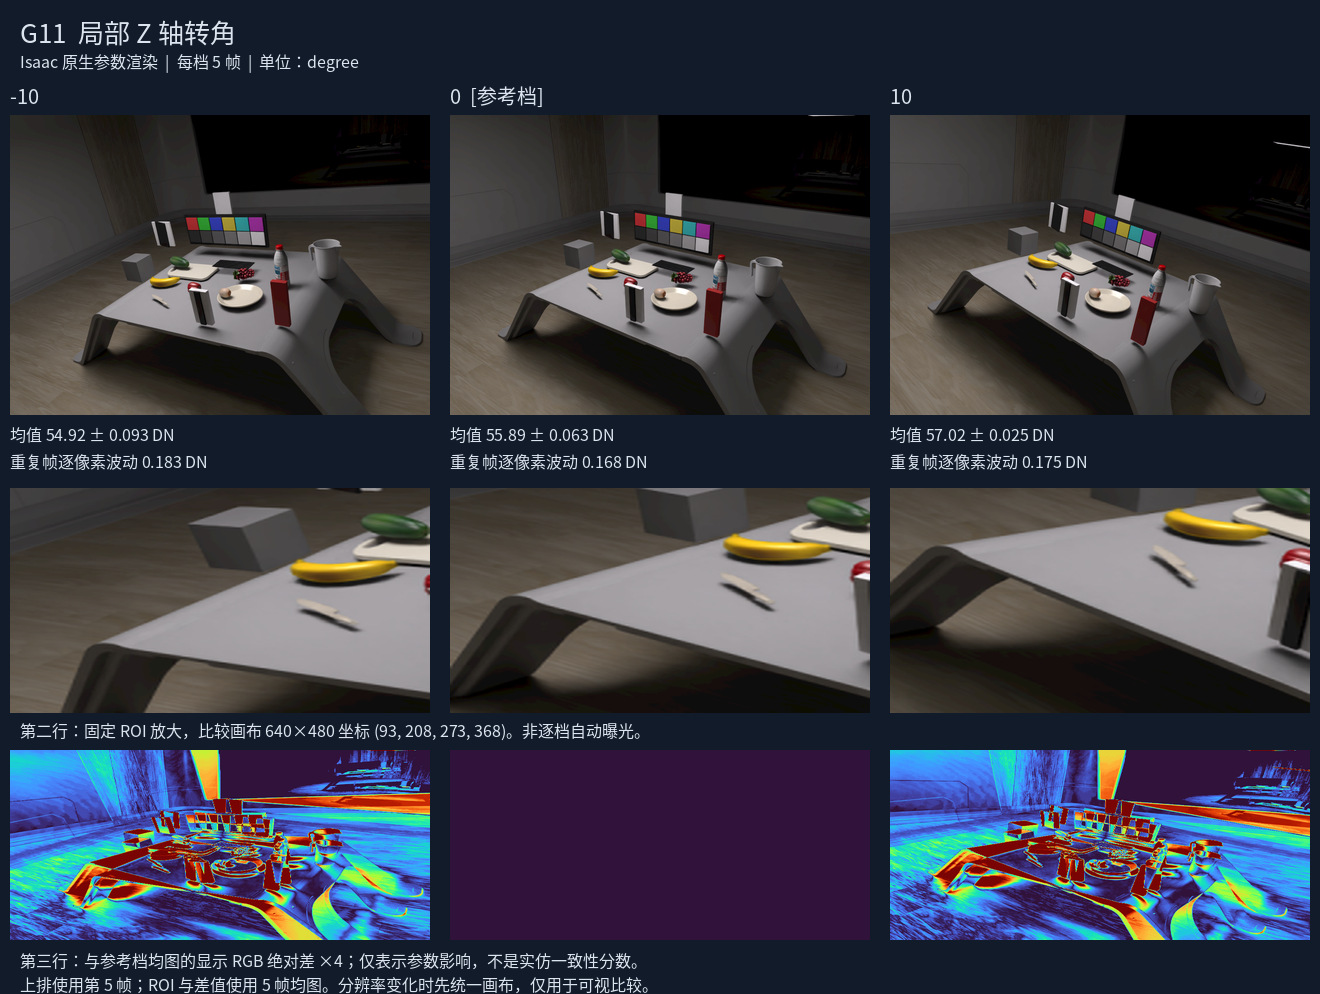 G11 局部 Z 轴转角
Isaac 原生参数渲染 | 每档 5 帧 | 单位：degree
-10
0 [参考档]
10
均值 54.92 ± 0.093 DN
重复帧逐像素波动 0.183 DN
均值 55.89 ± 0.063 DN
重复帧逐像素波动 0.168 DN
均值 57.02 ± 0.025 DN
重复帧逐像素波动 0.175 DN
第二行：固定 ROI 放大，比较画布 640×480 坐标 (93, 208, 273, 368)。非逐档自动曝光。
第三行：与参考档均图的显示 RGB 绝对差 ×4；仅表示参数影响，不是实仿一致性分数。
上排使用第 5 帧；ROI 与差值使用 5 帧均图。分辨率变化时先统一画布，仅用于可视比较。